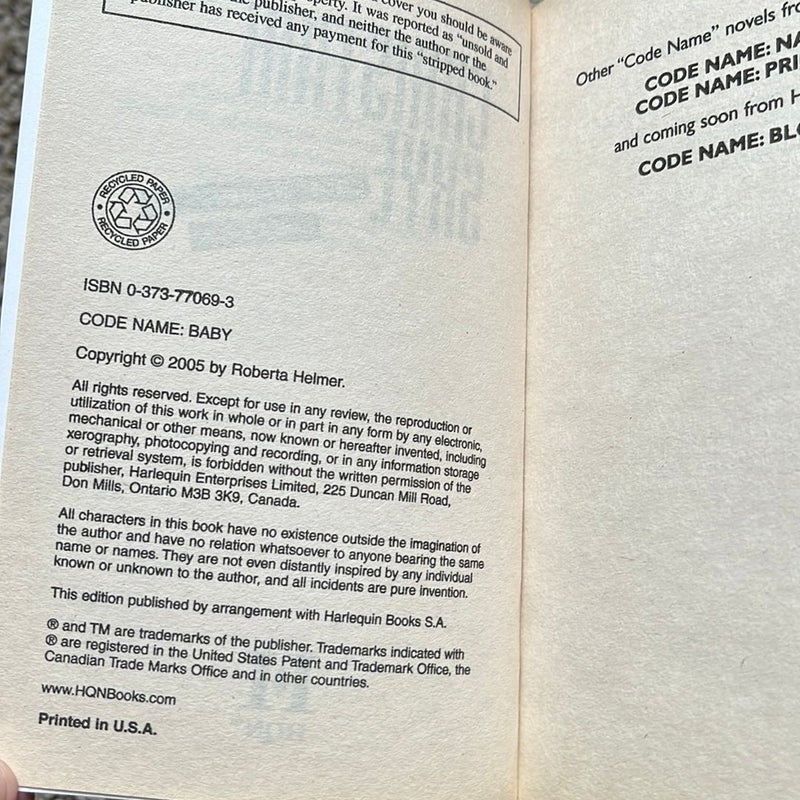 cover you should be aware
property. It was reported as "unsold and
the publisher, and neither the author nor the
publisher has received any payment for this "stripped book."
RECYCLED PAPER
RECYCLED PAPER
ISBN 0-373-77069-3
CODE NAME: BABY
Copyright © 2005 by Roberta Helmer.
All rights reserved. Except for use in any review, the reproduction or
utilization of this work in whole or in part in any form by any electronic,
mechanical or other means, now known or hereafter invented, including
xerography, photocopying and recording, or in any information storage
or retrieval system, is forbidden without the written permission of the
publisher, Harlequin Enterprises Limited, 225 Duncan Mill Road,
Don Mills, Ontario M3B 3K9, Canada.
All characters in this book have no existence outside the imagination of
the author and have no relation whatsoever to anyone bearing the same
name or names. They are not even distantly inspired by any individual
known or unknown to the author, and all incidents are pure invention.
This edition published by arrangement with Harlequin Books S.A.
® and TM are trademarks of the publisher. Trademarks indicated with
® are registered in the United States Patent and Trademark Office, the
Canadian Trade Marks Office and in other countries.
www.HQNBooks.com
Printed in U.S.A.
Other "Code Name" novels fro
CODE NAME: NA
CODE NAME: PRI
and coming soon from H
CODE NAME: BLO